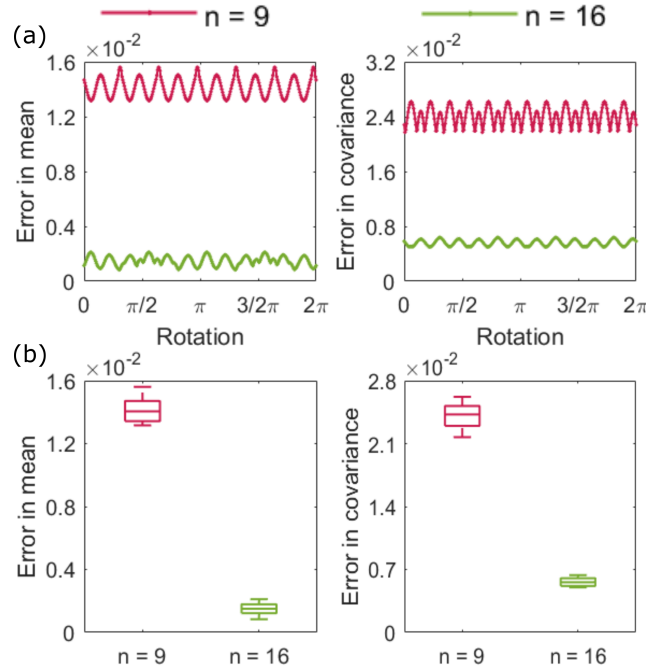 n = 9 n = 16
(a)
×10⁻² ×10⁻²
1.6 3.2
1.2 2.4
0.8 1.6
0.4 0.8
0 0
Error in mean Error in covariance
0 π/2 π 3/2π 2π 0 π/2 π 3/2π 2π
Rotation Rotation
(b)
×10⁻² ×10⁻²
1.6 2.8
1.2 2.1
0.8 1.4
0.4 0.7
0 0
Error in mean Error in covariance
n = 9 n = 16 n = 9 n = 16